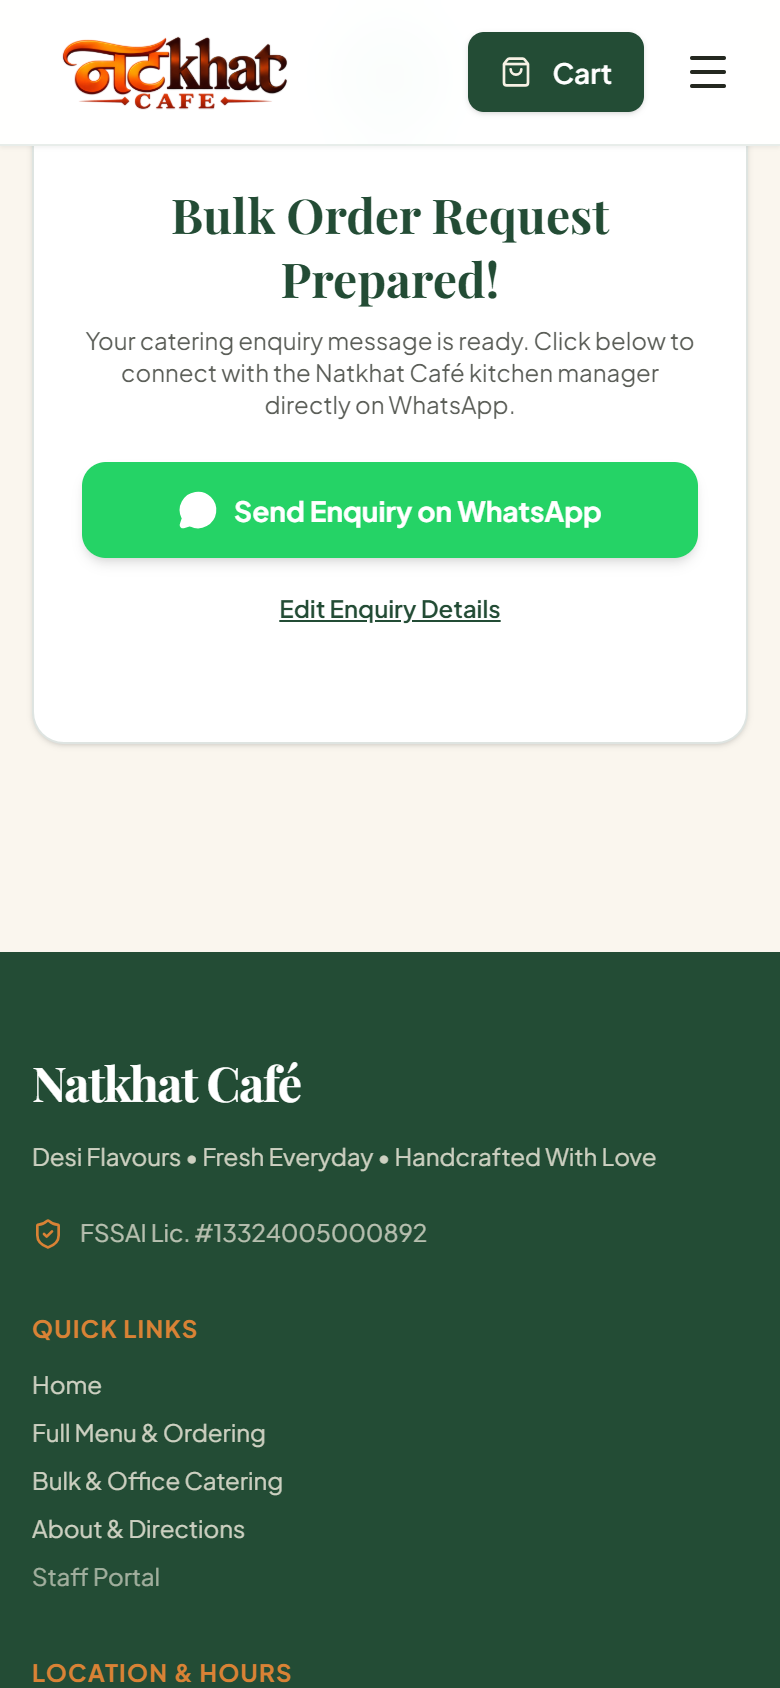 नटkhat
CAFE
Cart
Bulk Order Request
Prepared!
Your catering enquiry message is ready. Click below to
connect with the Natkhat Café kitchen manager
directly on WhatsApp.
Send Enquiry on WhatsApp
Edit Enquiry Details
Natkhat Café
Desi Flavours • Fresh Everyday • Handcrafted With Love
FSSAI Lic. #13324005000892
QUICK LINKS
Home
Full Menu & Ordering
Bulk & Office Catering
About & Directions
Staff Portal
LOCATION & HOURS